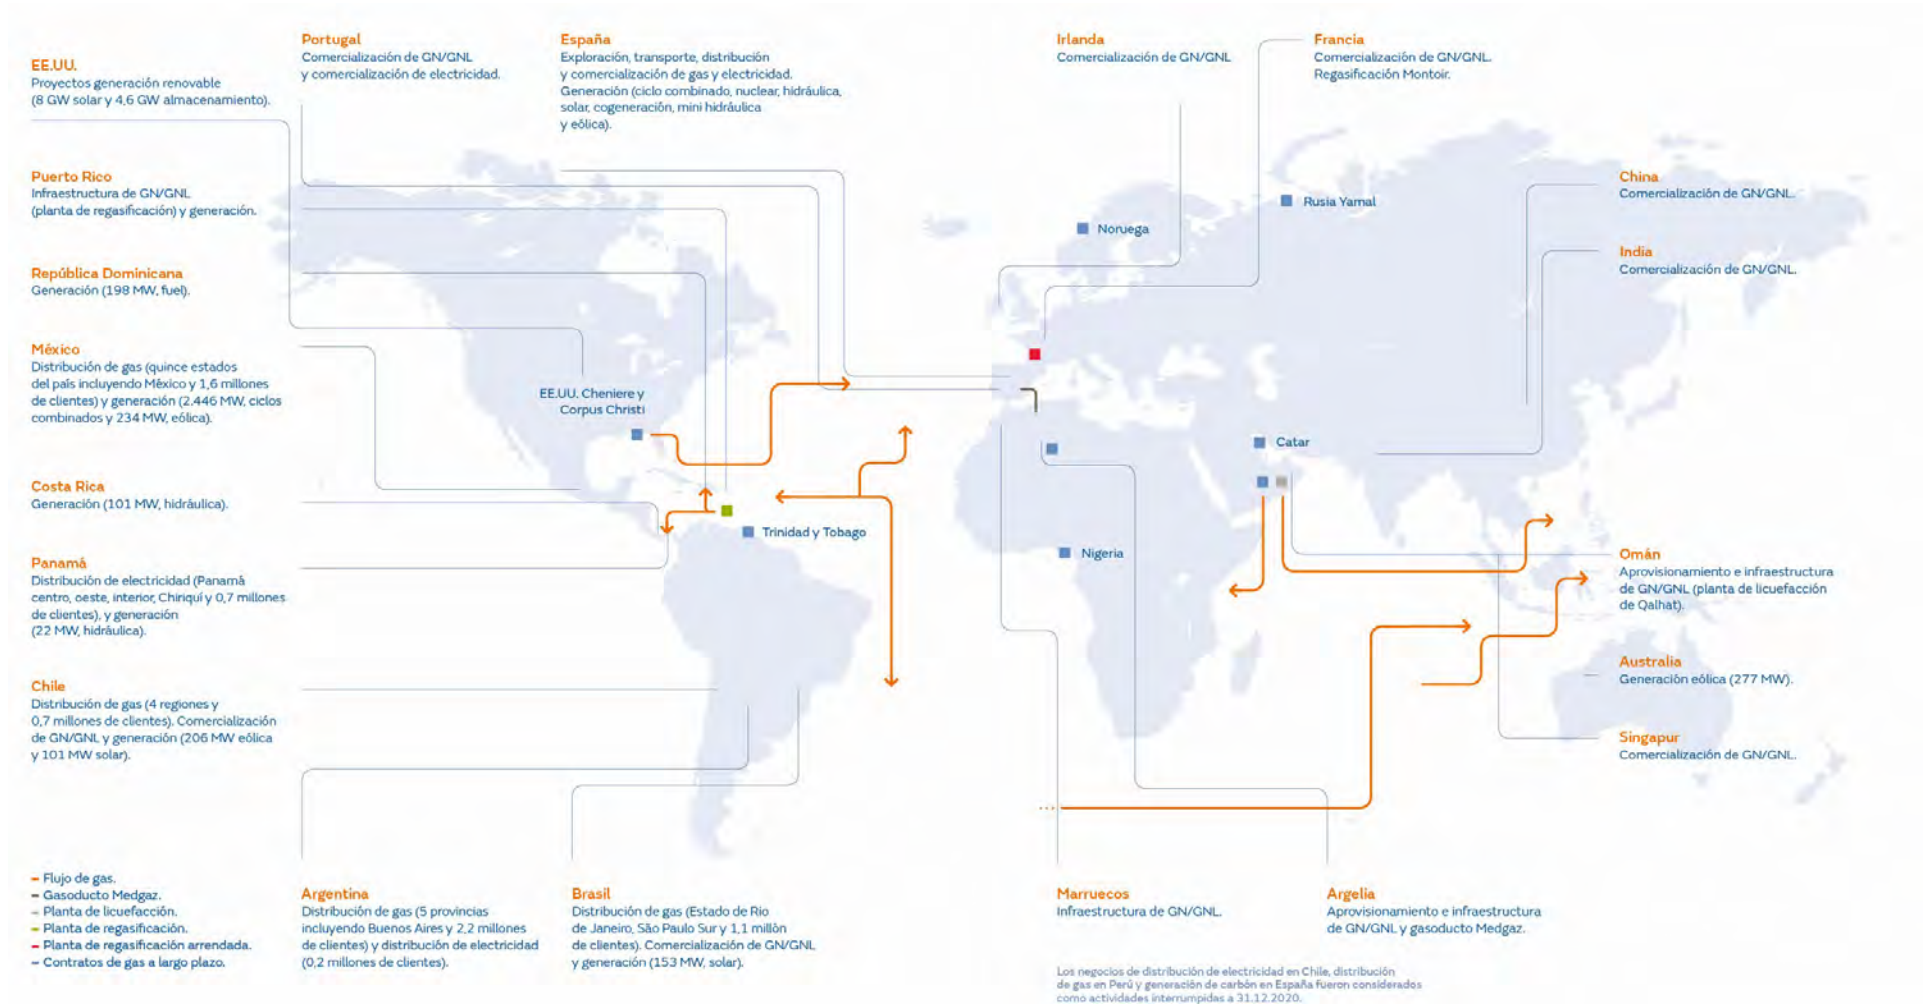 EE.UU.
Proyectos generación renovable
(8 GW solar y 4,6 GW almacenamiento).
Portugal
Comercialización de GN/GNL
y comercialización de electricidad.
España
Exploración, transporte, distribución
y comercialización de gas y electricidad.
Generación (ciclo combinado, nuclear, hidráulica,
solar, cogeneración, mini hidráulica
y eólica).
Irlanda
Comercialización de GN/GNL
Francia
Comercialización de GN/GNL.
Regasificación Montoir.
Puerto Rico
Infraestructura de GN/GNL
(planta de regasificación) y generación.
República Dominicana
Generación (198 MW, fuel).
México
Distribución de gas (quince estados
del país incluyendo México y 1,6 millones
de clientes) y generación (2.446 MW, ciclos
combinados y 234 MW, eólica).
Costa Rica
Generación (101 MW, hidráulica).
Panamá
Distribución de electricidad (Panamá
centro, oeste, interior, Chiriquí y 0,7 millones
de clientes), y generación
(22 MW, hidráulica).
Chile
Distribución de gas (4 regiones y
0,7 millones de clientes). Comercialización
de GN/GNL y generación (206 MW eólica
y 101 MW solar).
EE.UU. Cheniere y
Corpus Christi
Trinidad y Tobago
Noruega
Rusia Yamal
Catar
Nigeria
China
Comercialización de GN/GNL.
India
Comercialización de GN/GNL.
Omán
Aprovisionamiento e infraestructura
de GN/GNL (planta de licuefacción
de Qalhat).
Australia
Generación eólica (277 MW).
Singapur
Comercialización de GN/GNL.
Flujo de gas.
Gasoducto Medgaz.
Planta de licuefacción.
Planta de regasificación.
Planta de regasificación arrendada.
Contratos de gas a largo plazo.
Argentina
Distribución de gas (5 provincias
incluyendo Buenos Aires y 2,2 millones
de clientes) y distribución de electricidad
(0,2 millones de clientes).
Brasil
Distribución de gas (Estado de Rio
de Janeiro, São Paulo Sur y 1,1 millón
de clientes). Comercialización de GN/GNL
y generación (153 MW, solar).
Marruecos
Infraestructura de GN/GNL.
Argelia
Aprovisionamiento e infraestructura
de GN/GNL y gasoducto Medgaz.
Los negocios de distribución de electricidad en Chile, distribución
de gas en Perú y generación de carbón en España fueron considerados
como actividades interrumpidas a 31.12.2020.